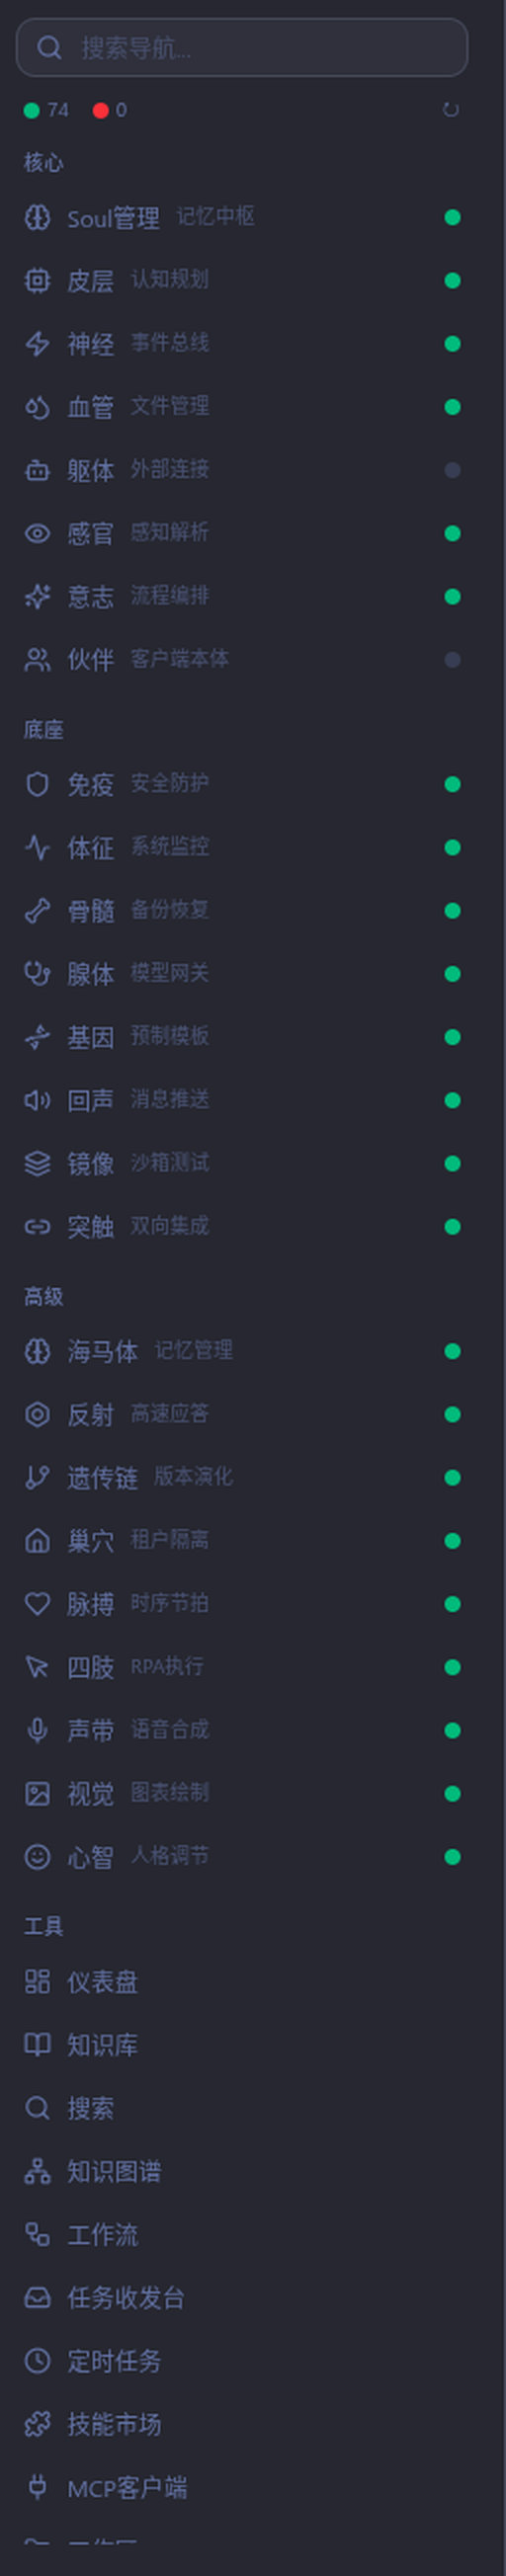 搜索导航...
74 0
核心
Soul管理 记忆中枢
皮层 认知规划
神经 事件总线
血管 文件管理
躯体 外部连接
感官 感知解析
意志 流程编排
伙伴 客户端本体
底座
免疫 安全防护
体征 系统监控
骨髓 备份恢复
腺体 模型网关
基因 预制模板
回声 消息推送
镜像 沙箱测试
突触 双向集成
高级
海马体 记忆管理
反射 高速应答
遗传链 版本演化
巢穴 租户隔离
脉搏 时序节拍
四肢 RPA执行
声带 语音合成
视觉 图表绘制
心智 人格调节
工具
仪表盘
知识库
搜索
知识图谱
工作流
任务收发台
定时任务
技能市场
MCP客户端